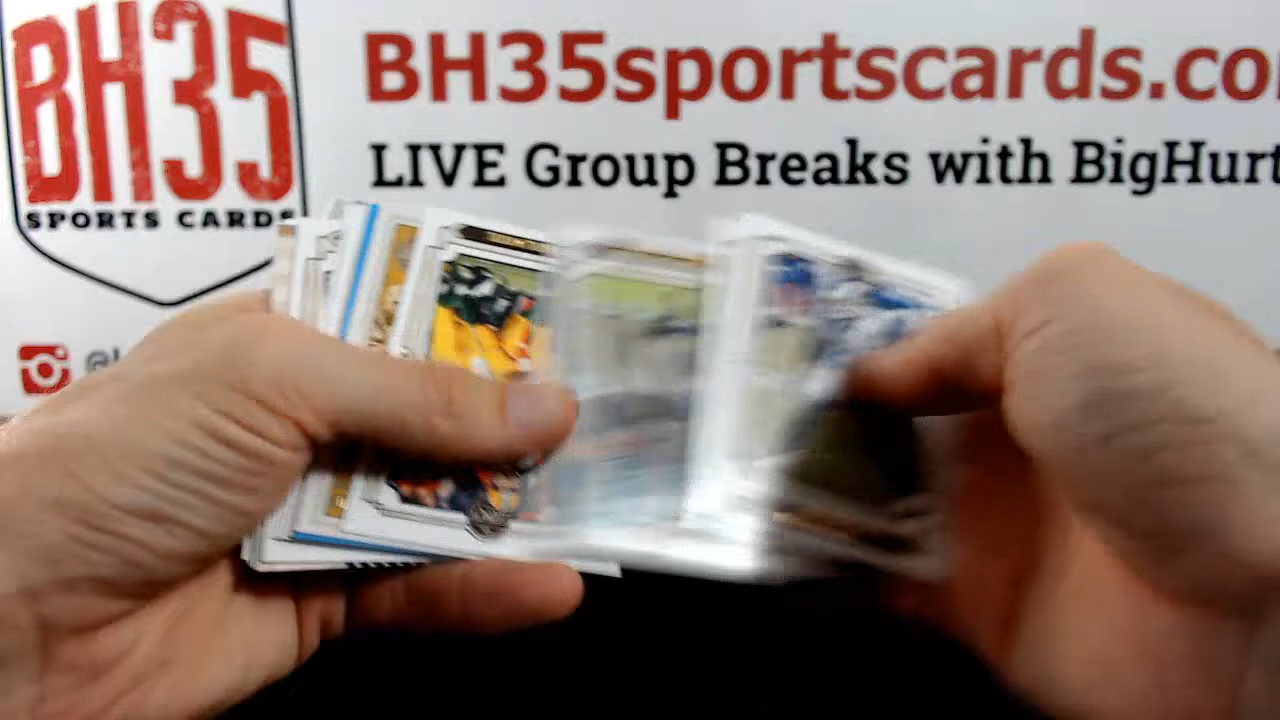 BH35
SPORTS CARDS
BH35sportscards.co
LIVE Group Breaks with BigHurt
@